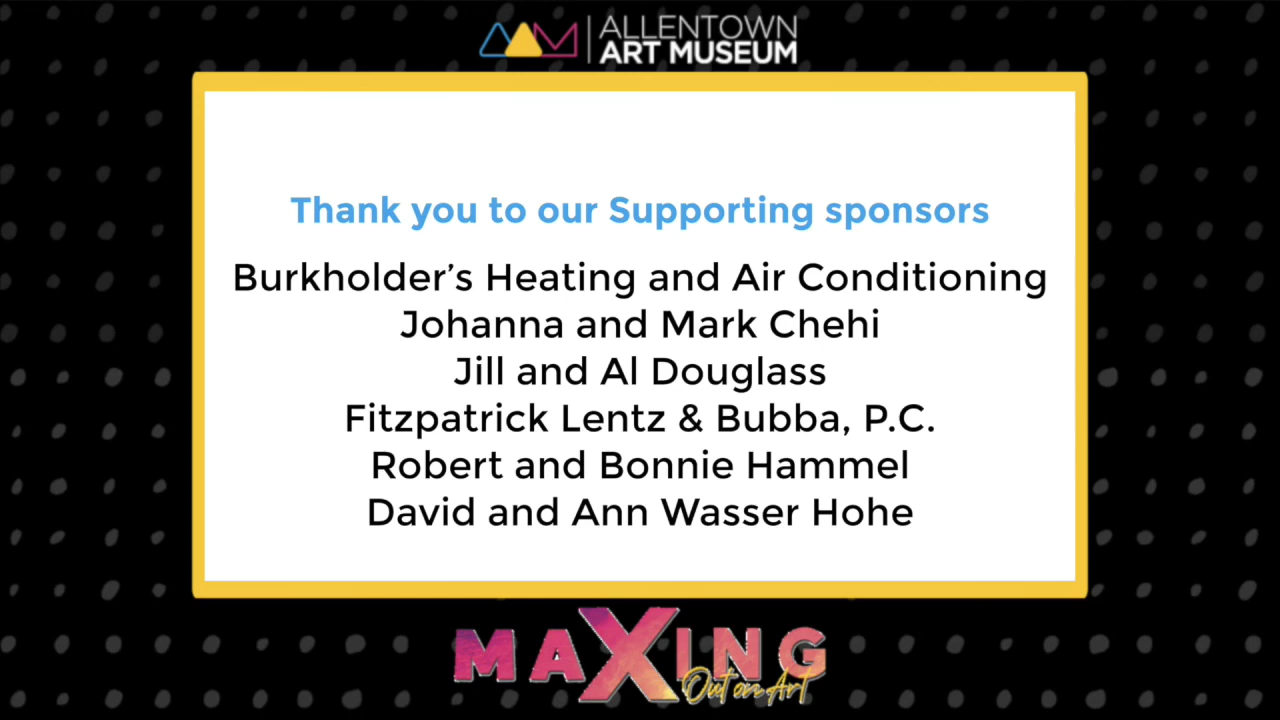 ALLENTOWN
ART MUSEUM
Thank you to our Supporting sponsors
Burkholder’s Heating and Air Conditioning
Johanna and Mark Chehi
Jill and Al Douglass
Fitzpatrick Lentz & Bubba, P.C.
Robert and Bonnie Hammel
David and Ann Wasser Hohe
MAXING
Out on Art